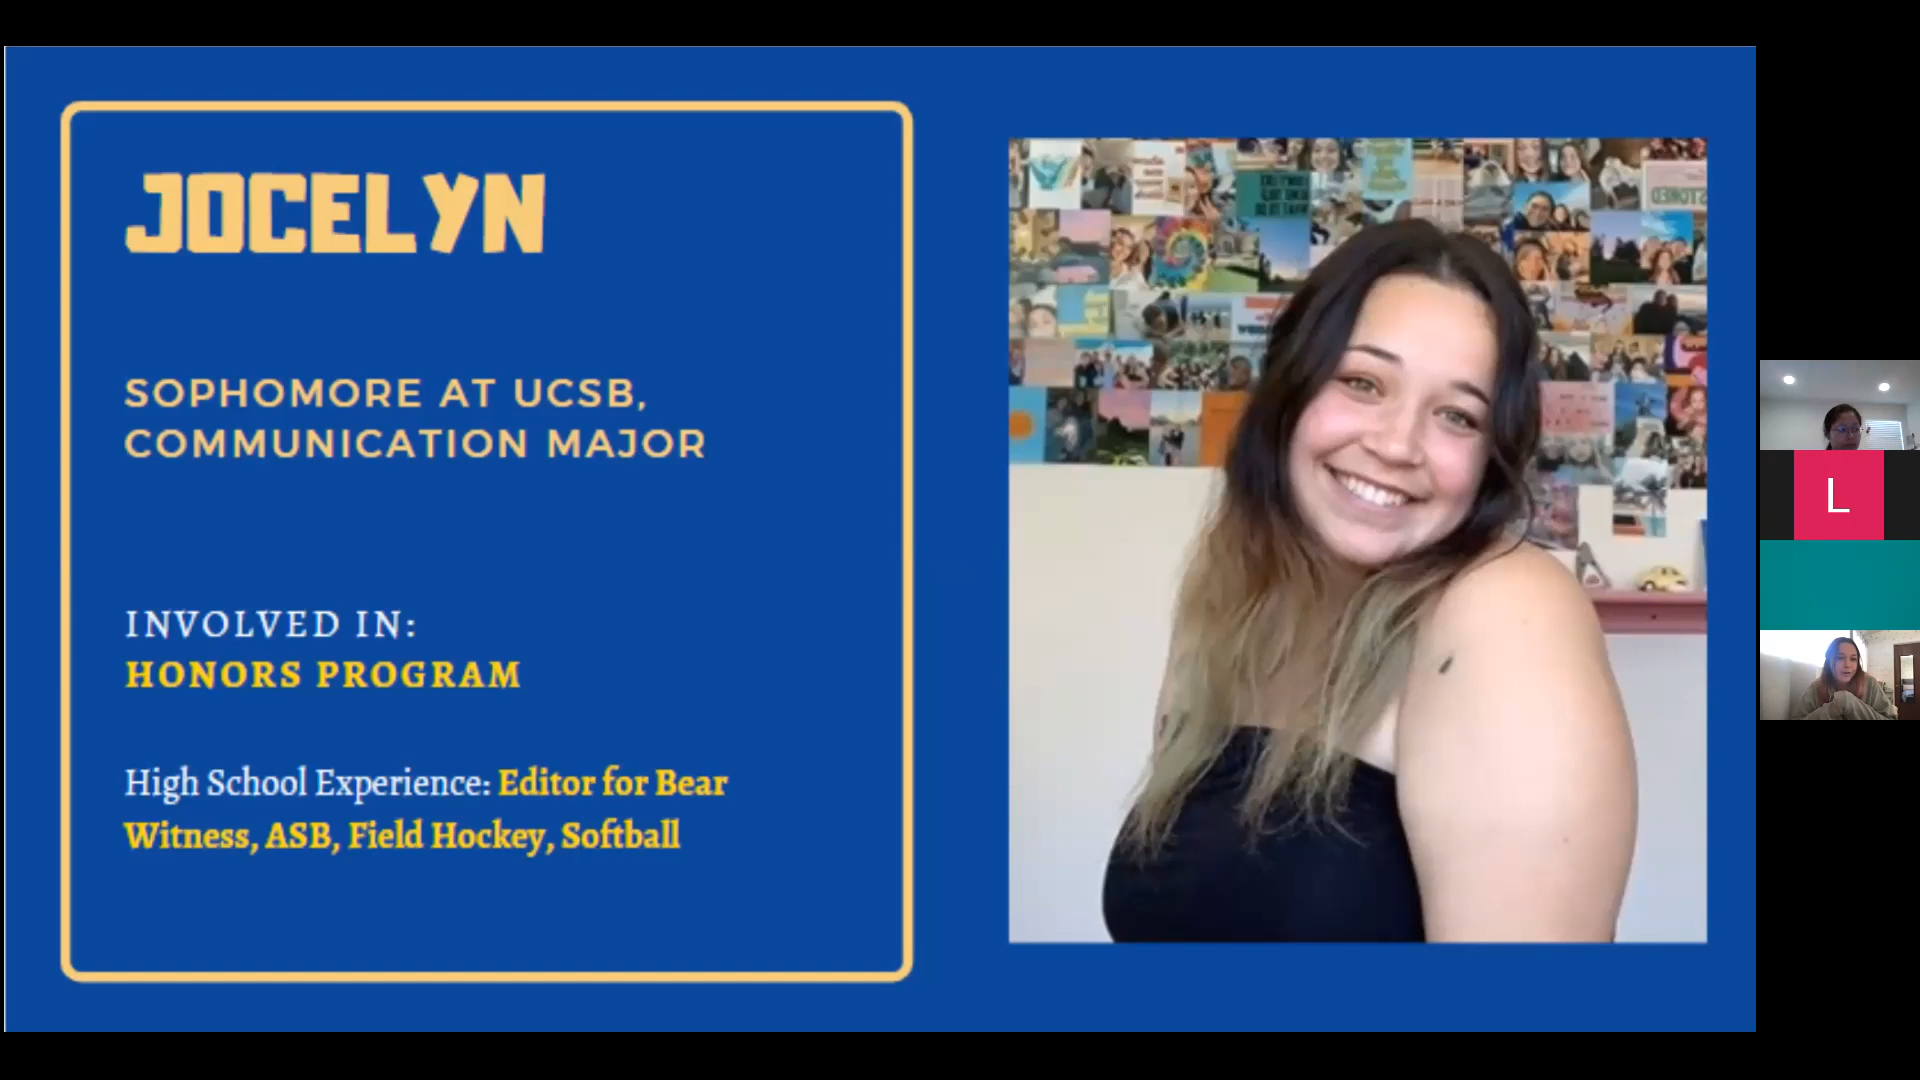 JOCELYN
SOPHOMORE AT UCSB,
COMMUNICATION MAJOR
INVOLVED IN:
HONORS PROGRAM
High School Experience: Editor for Bear
Witness, ASB, Field Hockey, Softball
L